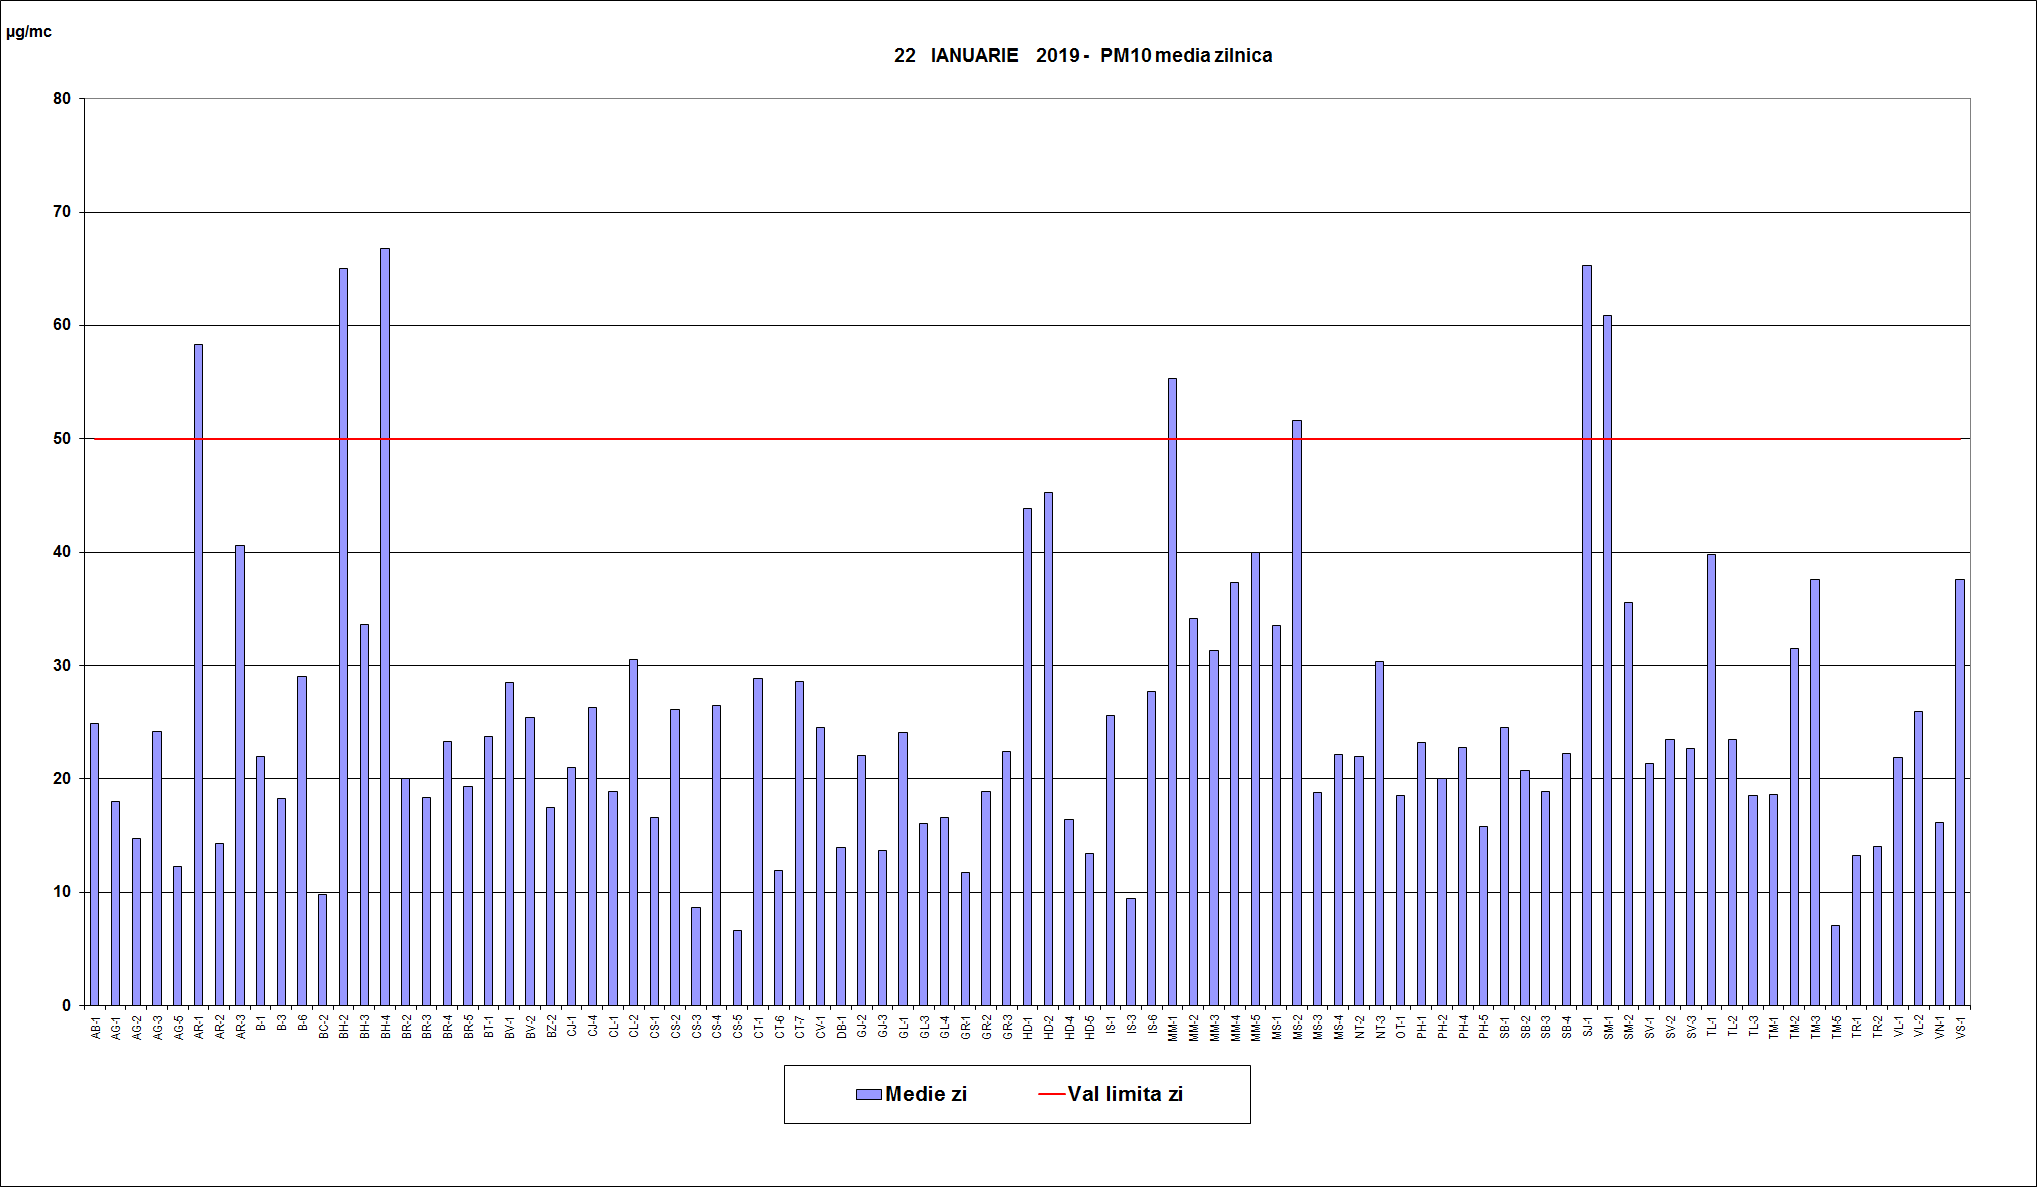 µg/mc
22 IANUARIE 2019 - PM10 media zilnica
80
70
60
50
40
30
20
10
0
AB-1 AG-1 AG-2 AG-3 AG-5 AR-1 AR-2 AR-3 B-1 B-3 B-6 BC-2 BH-2 BH-3 BH-4 BR-2 BR-3 BR-4 BR-5 BT-1 BV-1 BV-2 BZ-2 CJ-1 CJ-4 CL-1 CL-2 CS-1 CS-2 CS-3 CS-4 CS-5 CT-1 CT-6 CT-7 CV-1 DB-1 GJ-2 GJ-3 GL-1 GL-3 GL-4 GR-1 GR-2 GR-3 HD-1 HD-2 HD-4 HD-5 IS-1 IS-3 IS-6 MM-1 MM-2 MM-3 MM-4 MM-5 MS-1 MS-2 MS-3 MS-4 NT-2 NT-3 OT-1 PH-1 PH-2 PH-4 PH-5 SB-1 SB-2 SB-3 SB-4 SJ-1 SM-1 SM-2 SV-1 SV-2 SV-3 TL-1 TL-2 TL-3 TM-1 TM-2 TM-3 TM-5 TR-1 TR-2 VL-1 VL-2 VN-1 VS-1
Medie zi Val limita zi